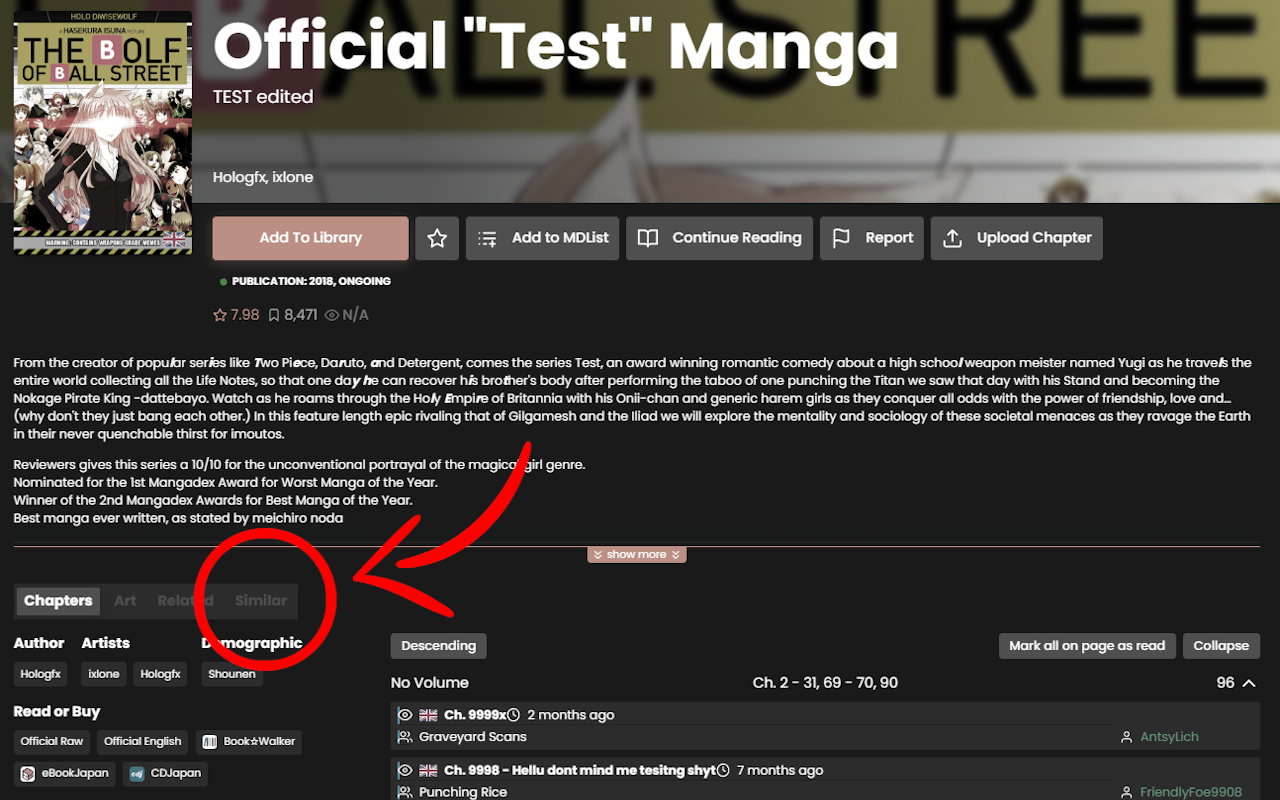 HOLO DIWISEWOLF
A HASEKURA ISUNA PICTURE
THE BOLF
OF BALL STREET
WARNING: CONTAINS WEAPONS-GRADE MEMES
BALL STREE
Official "Test" Manga
TEST edited
Hologfx, ixlone
Add To Library
Add to MDList
Continue Reading
Report
Upload Chapter
PUBLICATION: 2018, ONGOING
7.98 8,471 N/A
From the creator of popular series like Two Piece, Daruto, and Detergent, comes the series Test, an award winning romantic comedy about a high school weapon meister named Yugi as he travels the
entire world collecting all the Life Notes, so that one day he can recover his brother's body after performing the taboo of one punching the Titan we saw that day with his Stand and becoming the
Nokage Pirate King -dattebayo. Watch as he roams through the Holy Empire of Britannia with his Onii-chan and generic harem girls as they conquer all odds with the power of friendship, love and...
(why don't they just bang each other.) In this feature length epic rivaling that of Gilgamesh and the Iliad we will explore the mentality and sociology of these societal menaces as they ravage the Earth
in their never quenchable thirst for imoutos.
Reviewers gives this series a 10/10 for the unconventional portrayal of the magical girl genre.
Nominated for the 1st Mangadex Award for Worst Manga of the Year.
Winner of the 2nd Mangadex Awards for Best Manga of the Year.
Best manga ever written, as stated by meichiro noda
show more
Chapters Art Related Similar
Author Artists Demographic
Hologfx ixlone Hologfx Shounen
Read or Buy
Official Raw Official English Book☆Walker
eBookJapan cdj CDJapan
Descending
Mark all on page as read Collapse
No Volume Ch. 2 - 31, 69 - 70, 90 96
Ch. 9999x 2 months ago
Graveyard Scans AntsyLich
Ch. 9998 - Hellu dont mind me tesitng shyt 7 months ago
Punching Rice FriendlyFoe9908